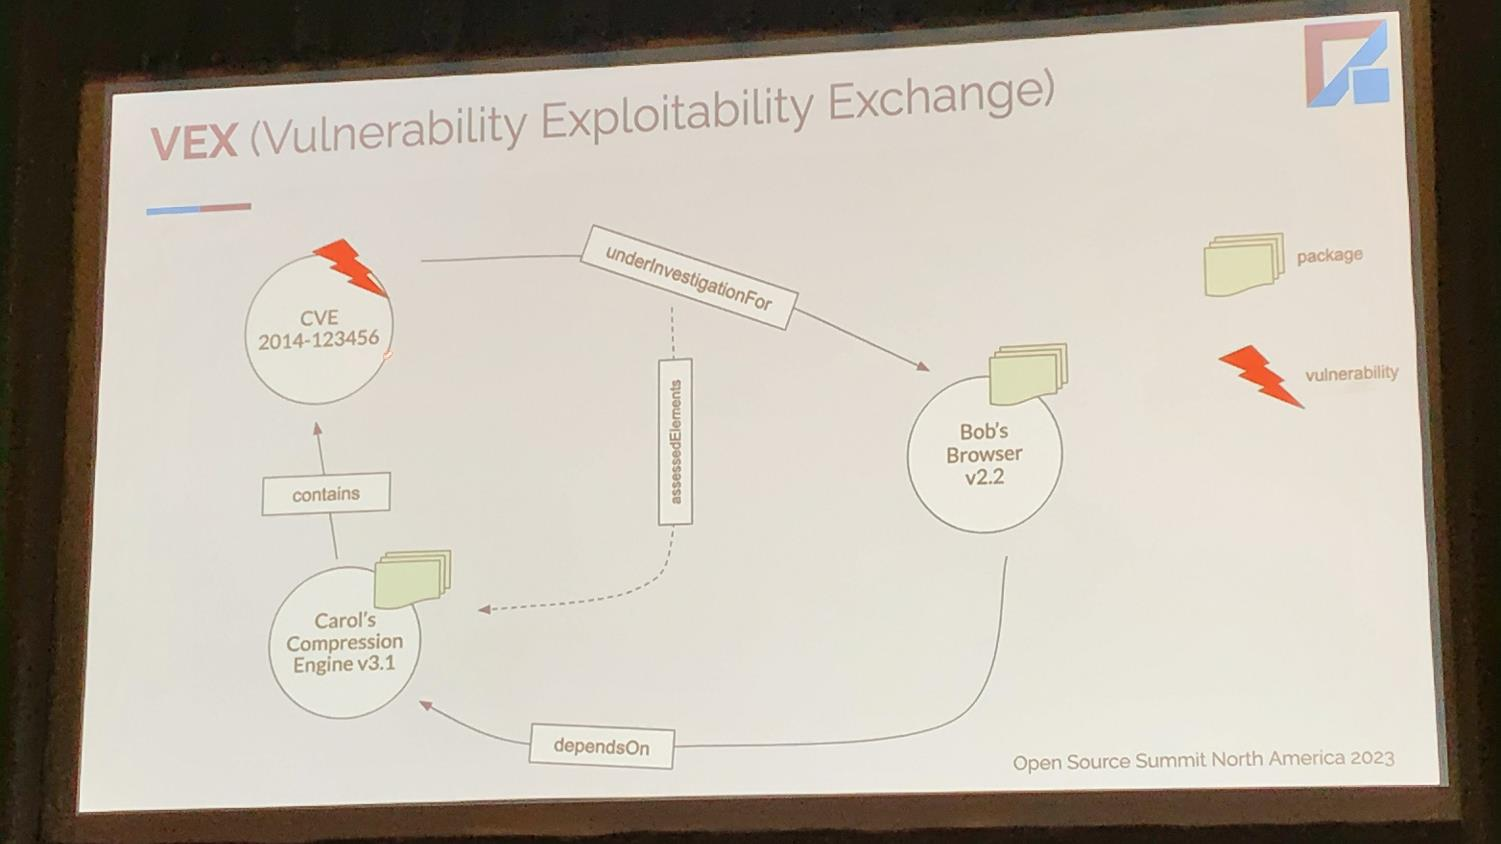 VEX (Vulnerability Exploitability Exchange)
underInvestigationFor
package
CVE
2014-123456
vulnerability
assessedElements
Bob's
Browser
v2.2
contains
Carol's
Compression
Engine v3.1
dependsOn
Open Source Summit North America 2023